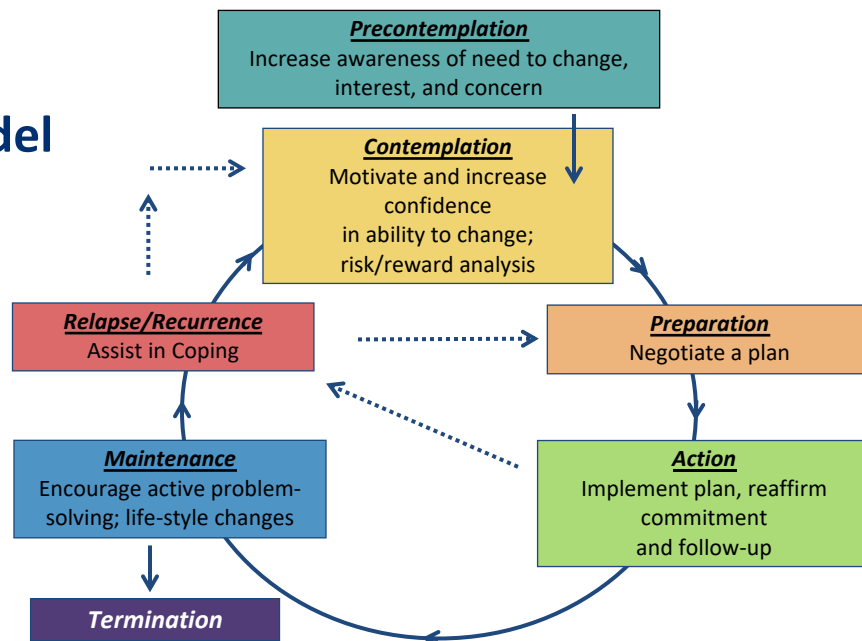 Precontemplation
Increase awareness of need to change,
interest, and concern
del
Contemplation
Motivate and increase
confidence
in ability to change;
risk/reward analysis
Relapse/Recurrence
Assist in Coping
Preparation
Negotiate a plan
Maintenance
Encourage active problem-
solving; life-style changes
Action
Implement plan, reaffirm
commitment
and follow-up
Termination